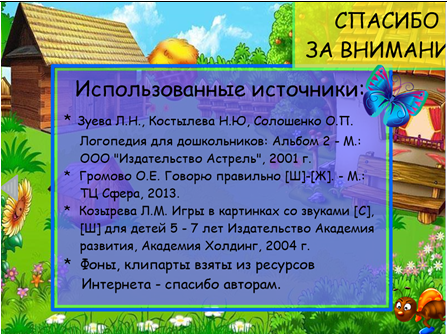 СПАСИБО
ЗА ВНИМАНИ
Использованные источники:
* Зуева Л.Н., Костылева Н.Ю, Солошенко О.П.
Логопедия для дошкольников: Альбом 2 - М.:
ООО "Издательство Астрель", 2001 г.
* Громово О.Е. Говорю правильно [Ш]-[Ж]. - М.:
ТЦ Сфера, 2013.
* Козырева Л.М. Игры в картинках со звуками [С],
[Ш] для детей 5 - 7 лет Издательство Академия
развития, Академия Холдинг, 2004 г.
* Фоны, клипарты взяты из ресурсов
Интернета - спасибо авторам.